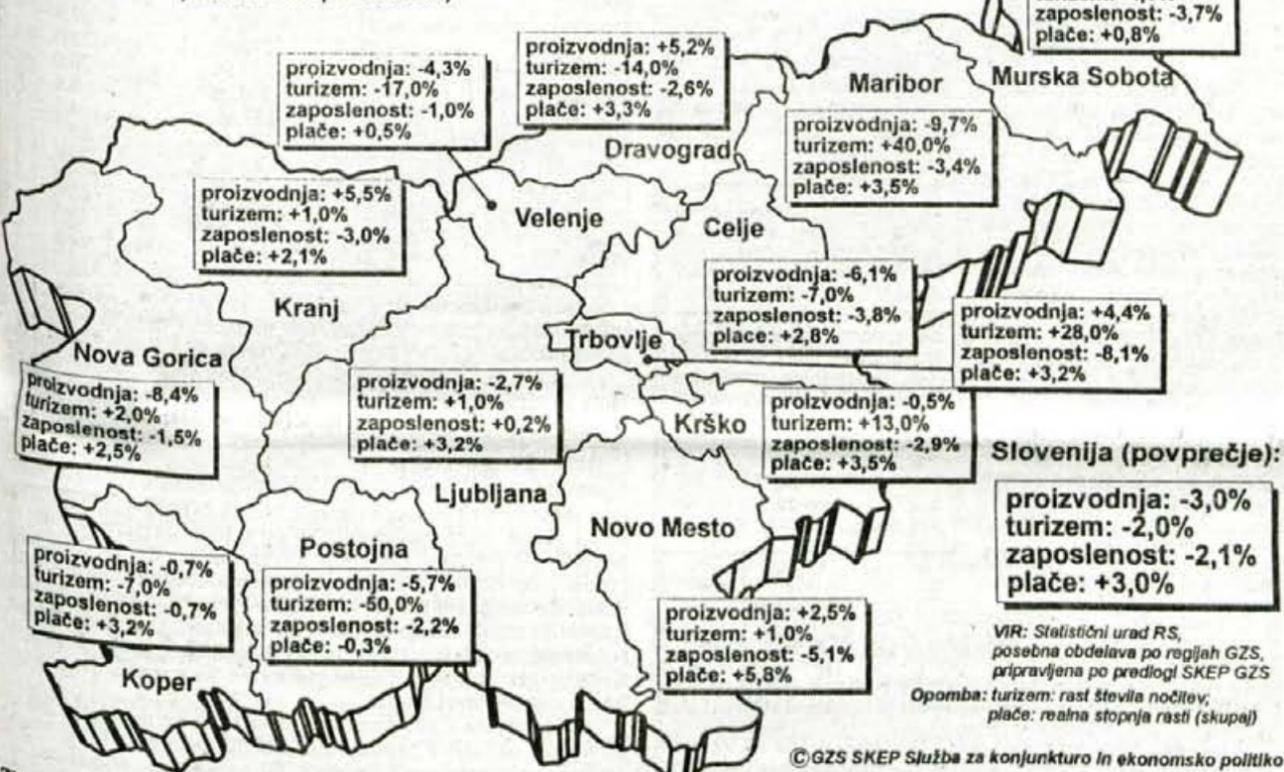 zaposlenost: -3,7%
plače: +0,8%
Murska Sobota
Maribor
proizvodnja: -9,7%
turizem: +40,0%
zaposlenost: -3,4%
plače: +3,5%
proizvodnja: +5,2%
turizem: -14,0%
zaposlenost: -2,6%
plače: +3,3%
Dravograd
proizvodnja: -4,3%
turizem: -17,0%
zaposlenost: -1,0%
plače: +0,5%
Velenje
Celje
proizvodnja: -6,1%
turizem: -7,0%
zaposlenost: -3,8%
place: +2,8%
proizvodnja: +5,5%
turizem: +1,0%
zaposlenost: -3,0%
plače: +2,1%
Kranj
Trbovlje
proizvodnja: +4,4%
turizem: +28,0%
zaposlenost: -8,1%
plače: +3,2%
Nova Gorica
proizvodnja: -8,4%
turizem: +2,0%
zaposlenost: -1,5%
plače: +2,5%
proizvodnja: -2,7%
turizem: +1,0%
zaposlenost: +0,2%
plače: +3,2%
Ljubljana
Krško
proizvodnja: -0,5%
turizem: +13,0%
zaposlenost: -2,9%
plače: +3,5%
Novo Mesto
proizvodnja: +2,5%
turizem: +1,0%
zaposlenost: -5,1%
plače: +5,8%
Postojna
proizvodnja: -5,7%
turizem: -50,0%
zaposlenost: -2,2%
plače: -0,3%
proizvodnja: -0,7%
turizem: -7,0%
zaposlenost: -0,7%
plače: +3,2%
Koper
Slovenija (povprečje):
proizvodnja: -3,0%
turizem: -2,0%
zaposlenost: -2,1%
plače: +3,0%
VIR: Statistični urad RS,
posebna obdelava po regijah GZS,
pripravljena po predlogi SKEP GZS
Opomba: turizem: rast števila nočitev;
plače: realna stopnja rasti (skupaj)
© GZS SKEP Služba za konjunkturo in ekonomsko politiko